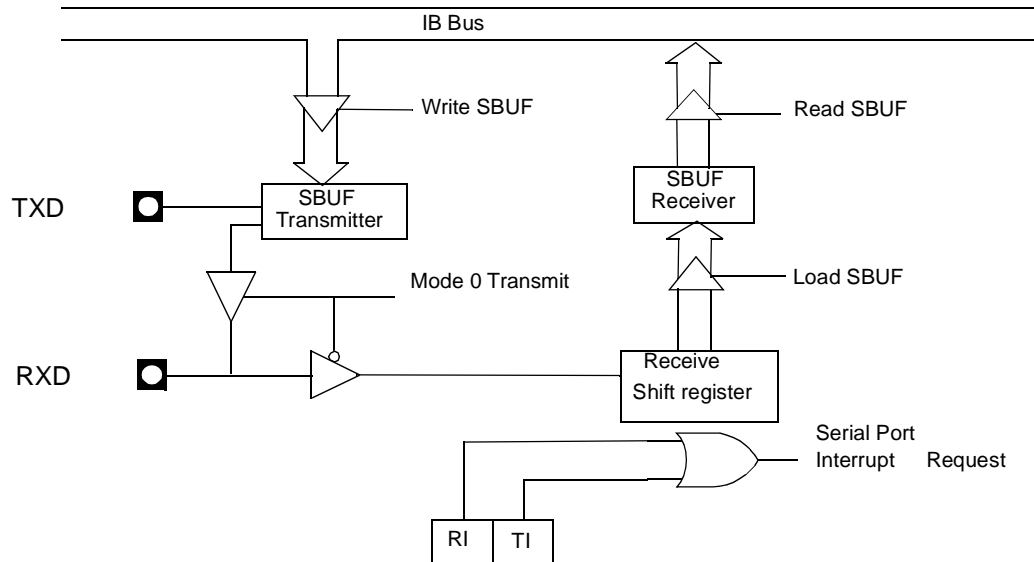 IB Bus
Write SBUF
Read SBUF
SBUF
Transmitter
SBUF
Receiver
TXD
Load SBUF
Mode 0 Transmit
RXD
Receive
Shift register
Serial Port
Interrupt Request
RI
TI